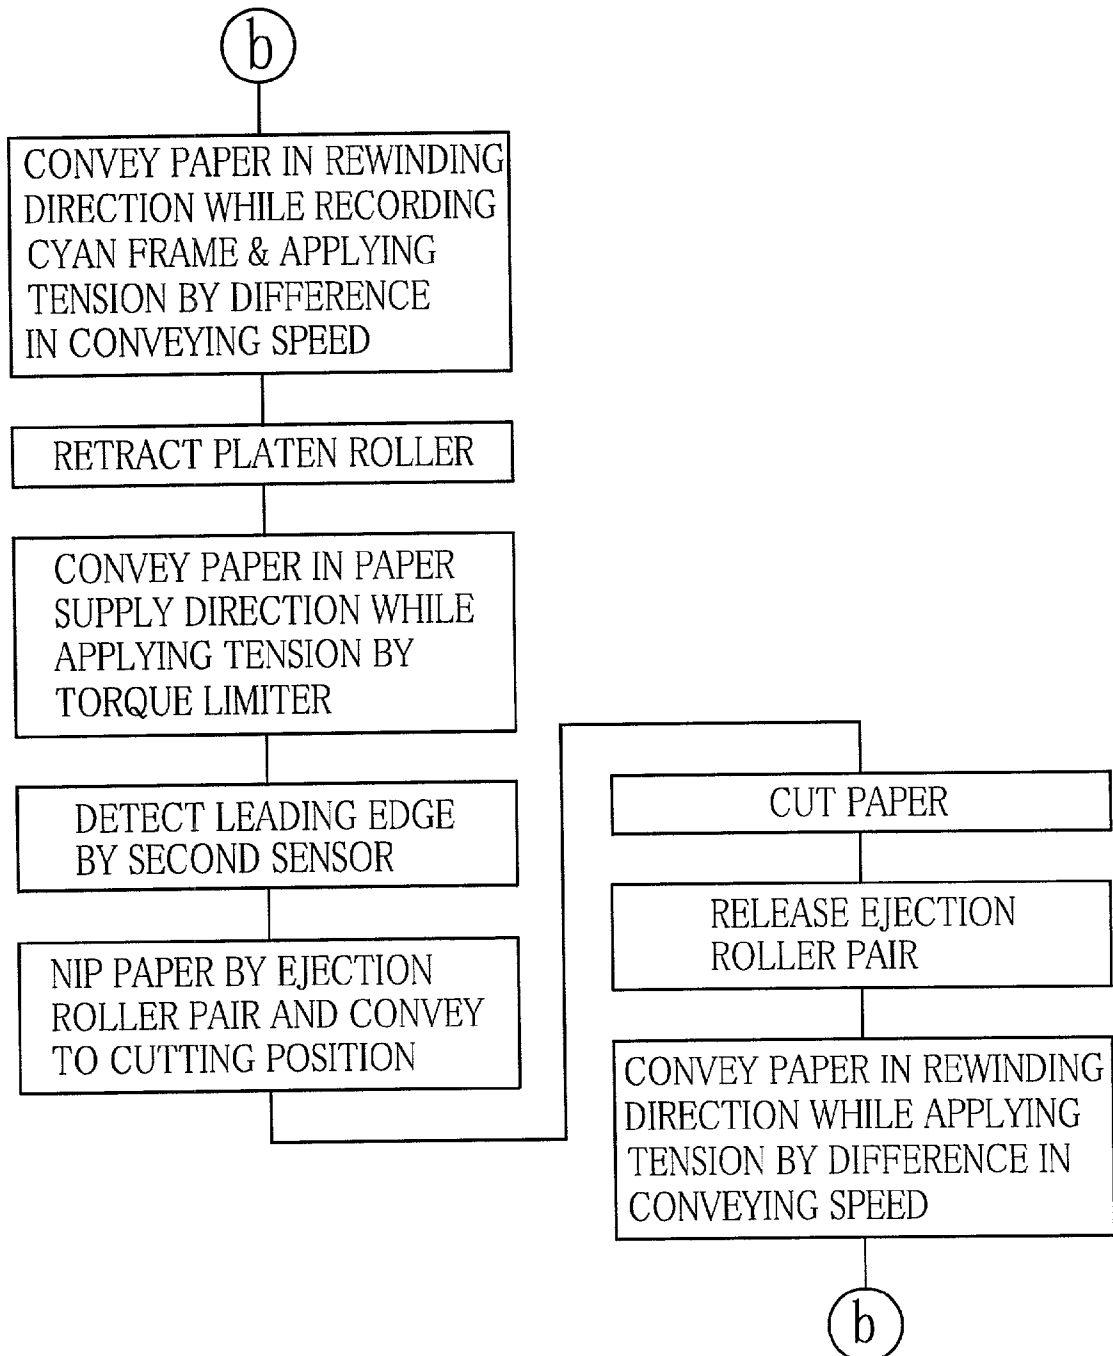 b
CONVEY PAPER IN REWINDING
DIRECTION WHILE RECORDING
CYAN FRAME & APPLYING
TENSION BY DIFFERENCE
IN CONVEYING SPEED
RETRACT PLATEN ROLLER
CONVEY PAPER IN PAPER
SUPPLY DIRECTION WHILE
APPLYING TENSION BY
TORQUE LIMITER
DETECT LEADING EDGE
BY SECOND SENSOR
NIP PAPER BY EJECTION
ROLLER PAIR AND CONVEY
TO CUTTING POSITION
CUT PAPER
RELEASE EJECTION
ROLLER PAIR
CONVEY PAPER IN REWINDING
DIRECTION WHILE APPLYING
TENSION BY DIFFERENCE IN
CONVEYING SPEED
b